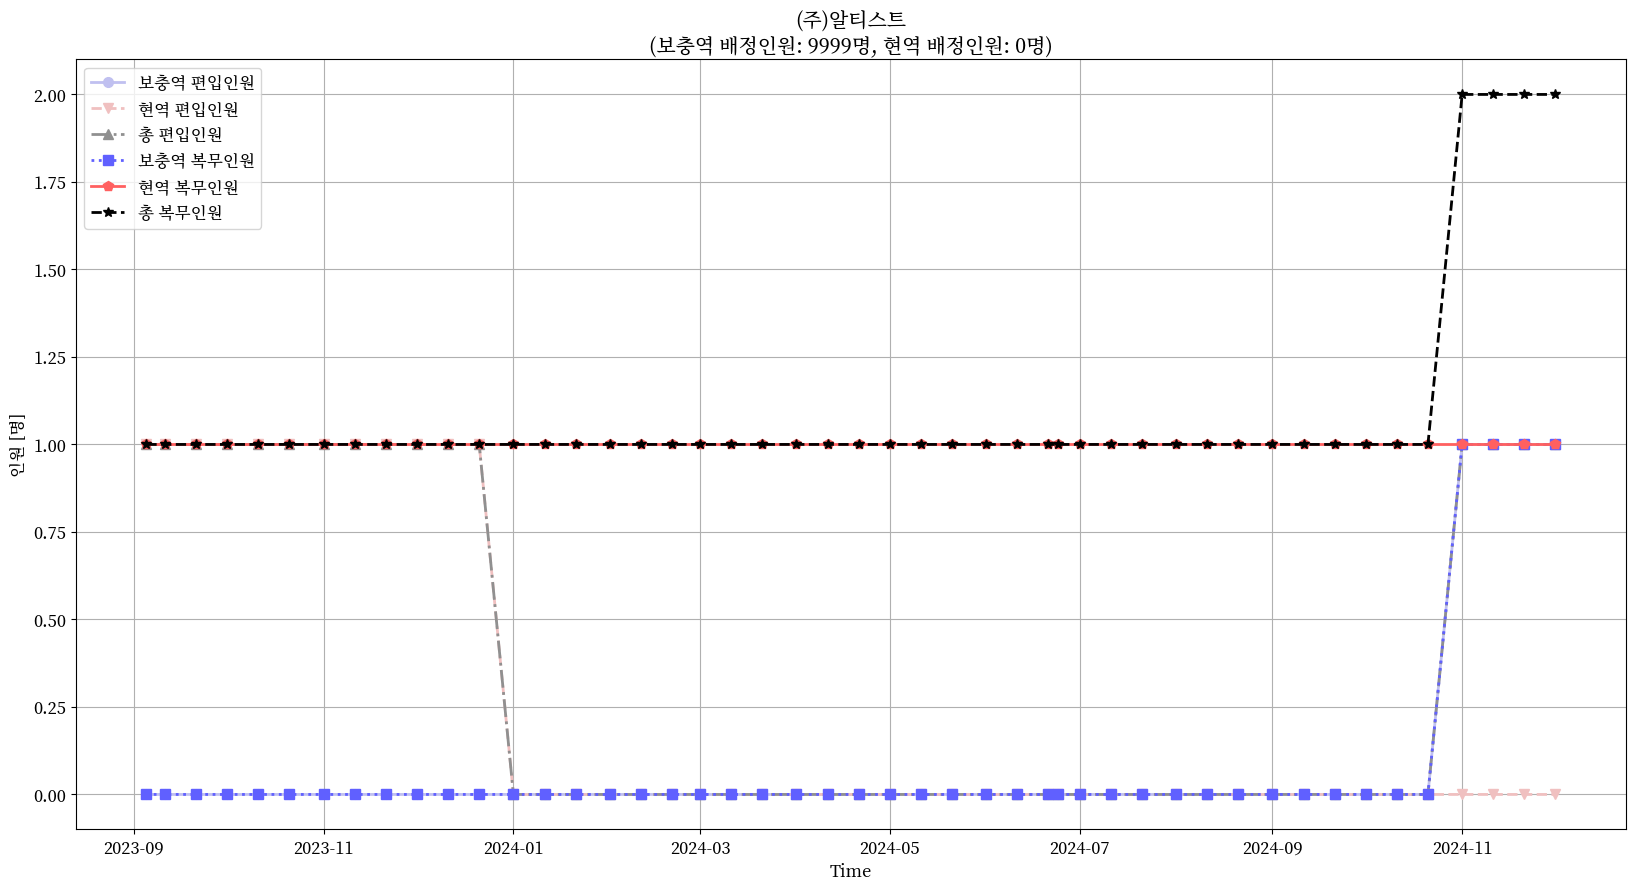 (주)알티스트
(보충역 배정인원: 9999명, 현역 배정인원: 0명)
보충역 편입인원
현역 편입인원
총 편입인원
보충역 복무인원
현역 복무인원
총 복무인원
2.00
1.75
1.50
1.25
1.00
0.75
0.50
0.25
0.00
인원 [명]
2023-09 2023-11 2024-01 2024-03 2024-05 2024-07 2024-09 2024-11
Time